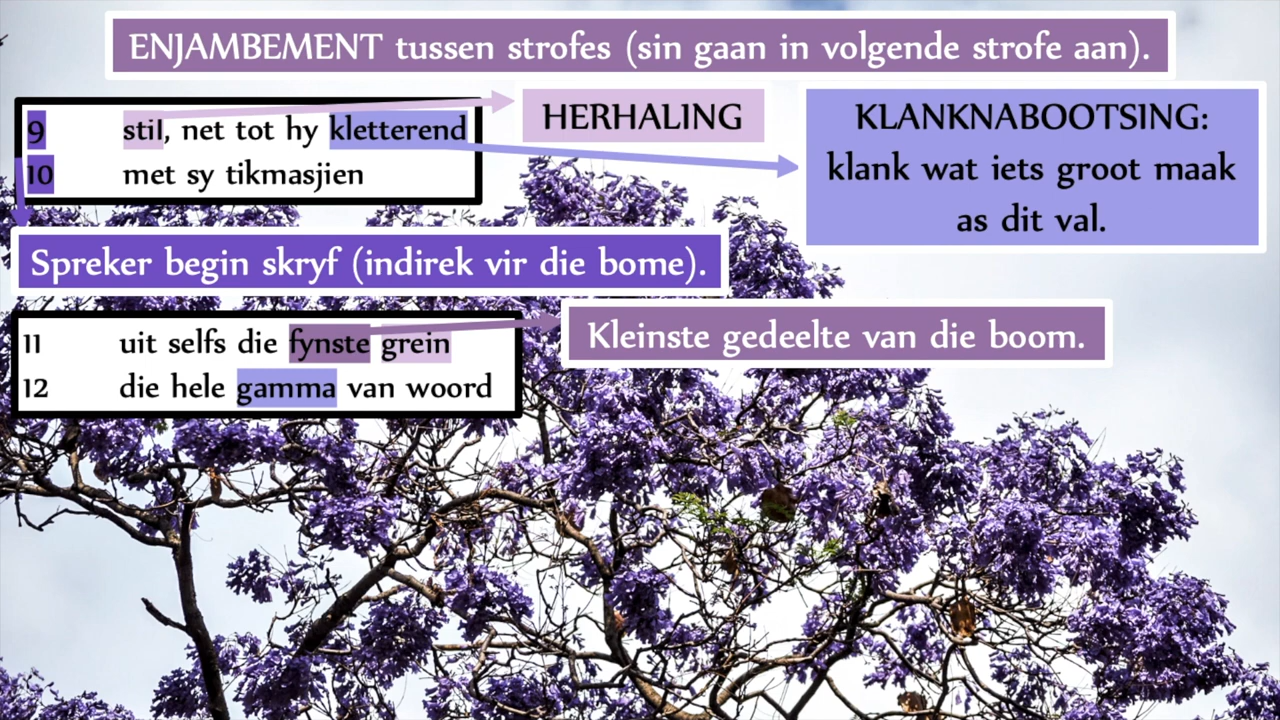 ENJAMBEMENT tussen strofes (sin gaan in volgende strofe aan).
9 stil, net tot hy kletterend
10 met sy tikmasjien
HERHALING
KLANKNABOOTSING:
klank wat iets groot maak
as dit val.
Spreker begin skryf (indirek vir die bome).
11 uit selfs die fynste grein
12 die hele gamma van woord
Kleinste gedeelte van die boom.